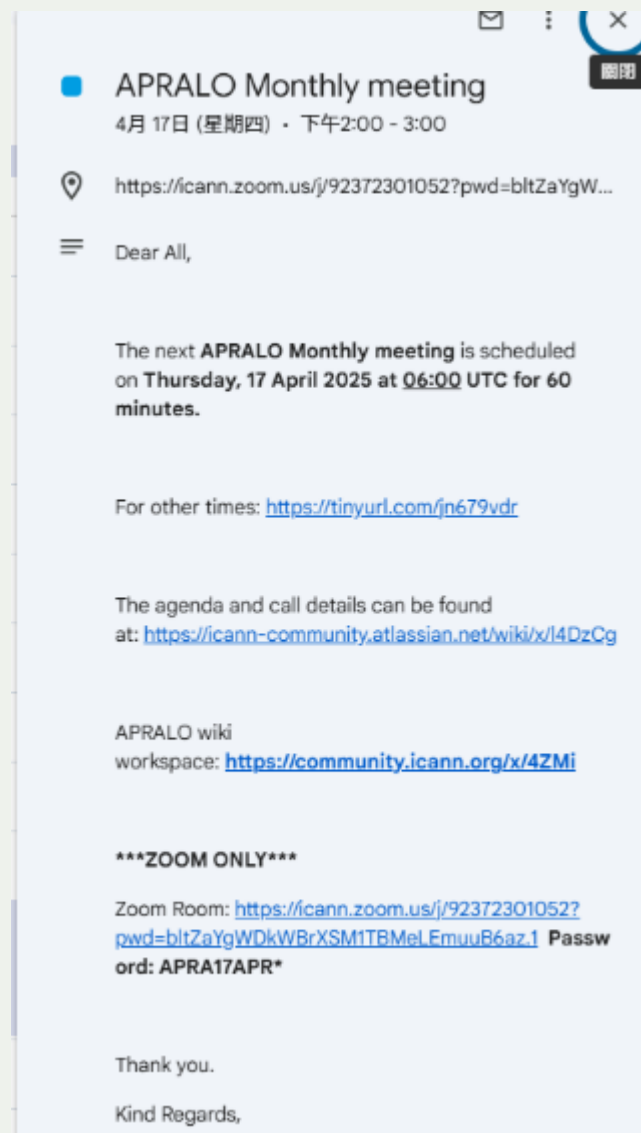 關閉
APRALO Monthly meeting
4月 17日 (星期四) · 下午2:00 - 3:00
https://icann.zoom.us/j/92372301052?pwd=bltZaYgW...
Dear All,
The next APRALO Monthly meeting is scheduled
on Thursday, 17 April 2025 at 06:00 UTC for 60
minutes.
For other times: https://tinyurl.com/jn679vdr
The agenda and call details can be found
at: https://icann-community.atlassian.net/wiki/x/I4DzCg
APRALO wiki
workspace: https://community.icann.org/x/4ZMi
***ZOOM ONLY***
Zoom Room: https://icann.zoom.us/j/92372301052?
pwd=bltZaYgWDkWBrXSM1TBMeLEmuuB6az.1 Passw
ord: APRA17APR*
Thank you.
Kind Regards,